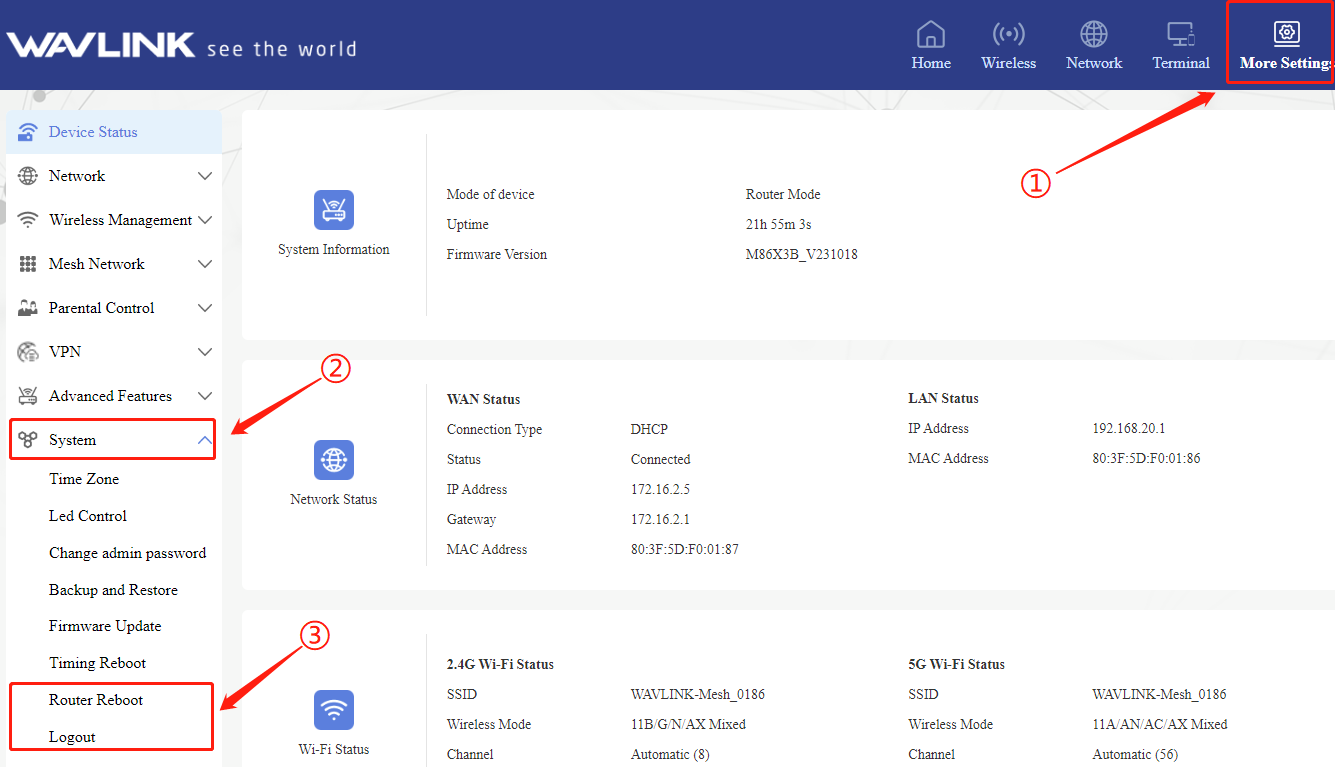 WAVLINK see the world
Home
Wireless
Network
Terminal
More Settings
①
Device Status
Network
Wireless Management
Mesh Network
Parental Control
VPN
Advanced Features
System
Time Zone
Led Control
Change admin password
Backup and Restore
Firmware Update
Timing Reboot
Router Reboot
Logout
②
③
System Information
Mode of device Router Mode
Uptime 21h 55m 3s
Firmware Version M86X3B_V231018
Network Status
WAN Status
Connection Type DHCP
Status Connected
IP Address 172.16.2.5
Gateway 172.16.2.1
MAC Address 80:3F:5D:F0:01:87
LAN Status
IP Address 192.168.20.1
MAC Address 80:3F:5D:F0:01:86
Wi-Fi Status
2.4G Wi-Fi Status
SSID WAVLINK-Mesh_0186
Wireless Mode 11B/G/N/AX Mixed
Channel Automatic (8)
5G Wi-Fi Status
SSID WAVLINK-Mesh_0186
Wireless Mode 11A/AN/AC/AX Mixed
Channel Automatic (56)